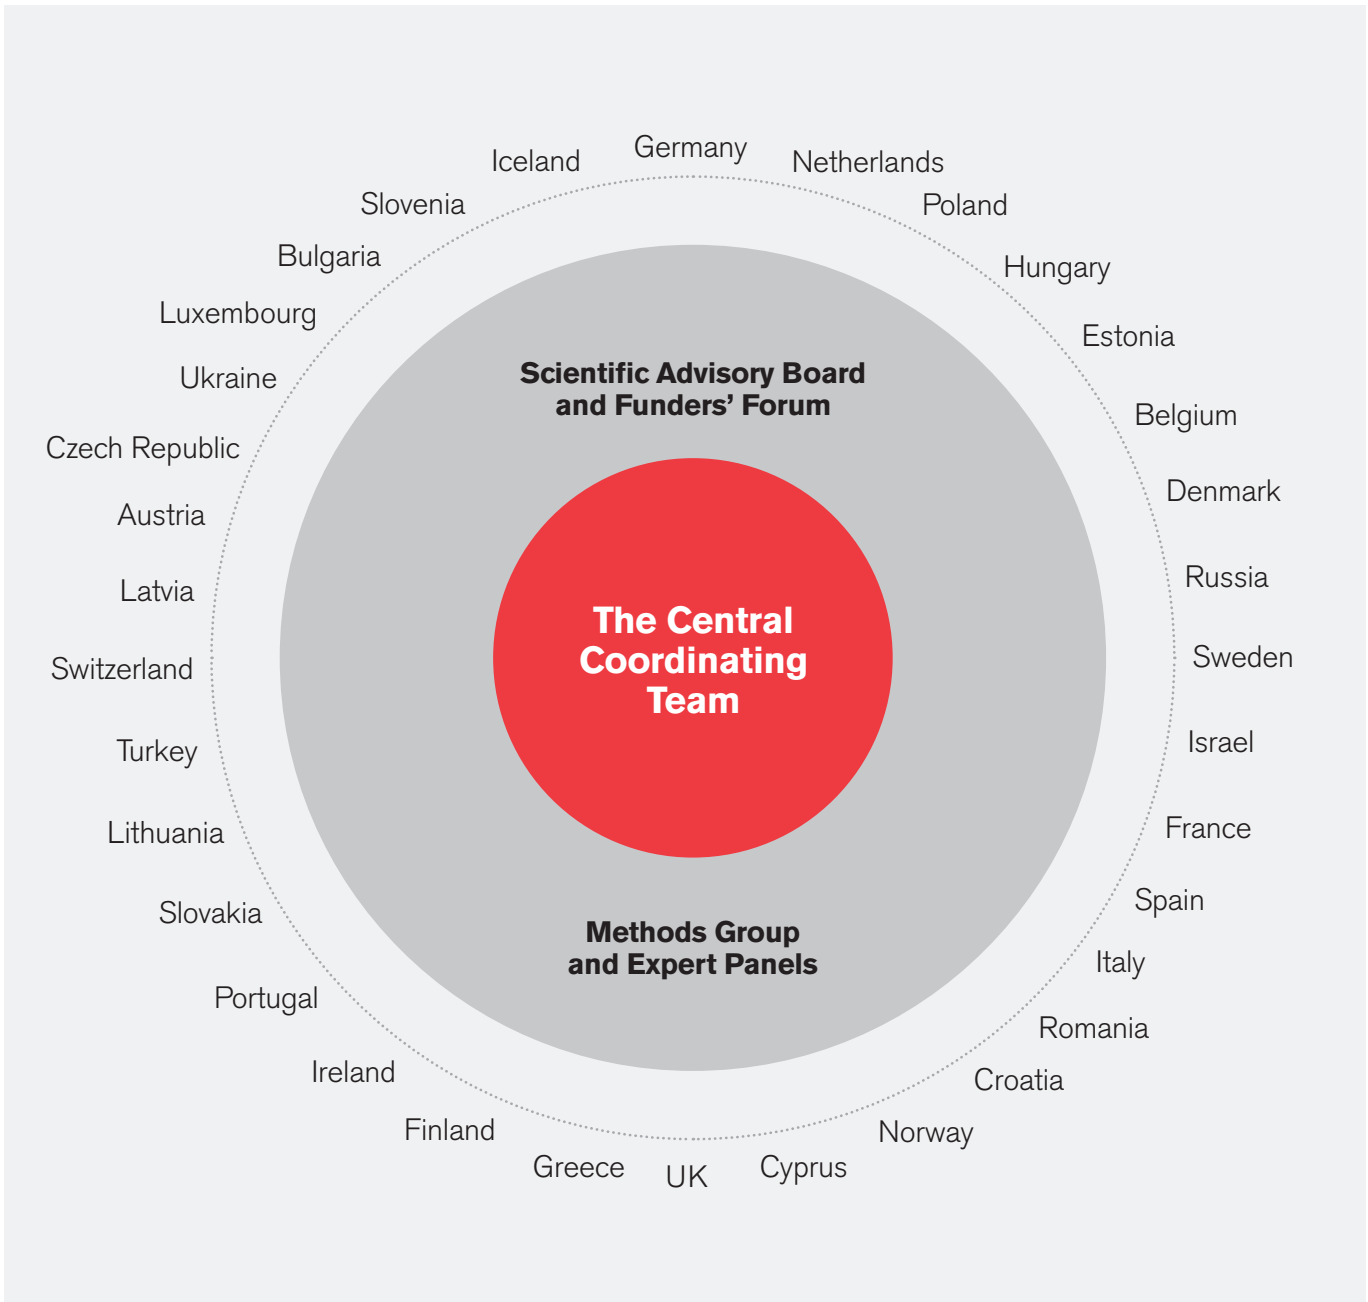 Germany
Netherlands
Poland
Hungary
Estonia
Belgium
Denmark
Russia
Sweden
Israel
France
Spain
Italy
Romania
Croatia
Norway
Cyprus
UK
Greece
Finland
Ireland
Portugal
Slovakia
Lithuania
Turkey
Switzerland
Latvia
Austria
Czech Republic
Ukraine
Luxembourg
Bulgaria
Slovenia
Iceland
Scientific Advisory Board
and Funders’ Forum
The Central
Coordinating
Team
Methods Group
and Expert Panels